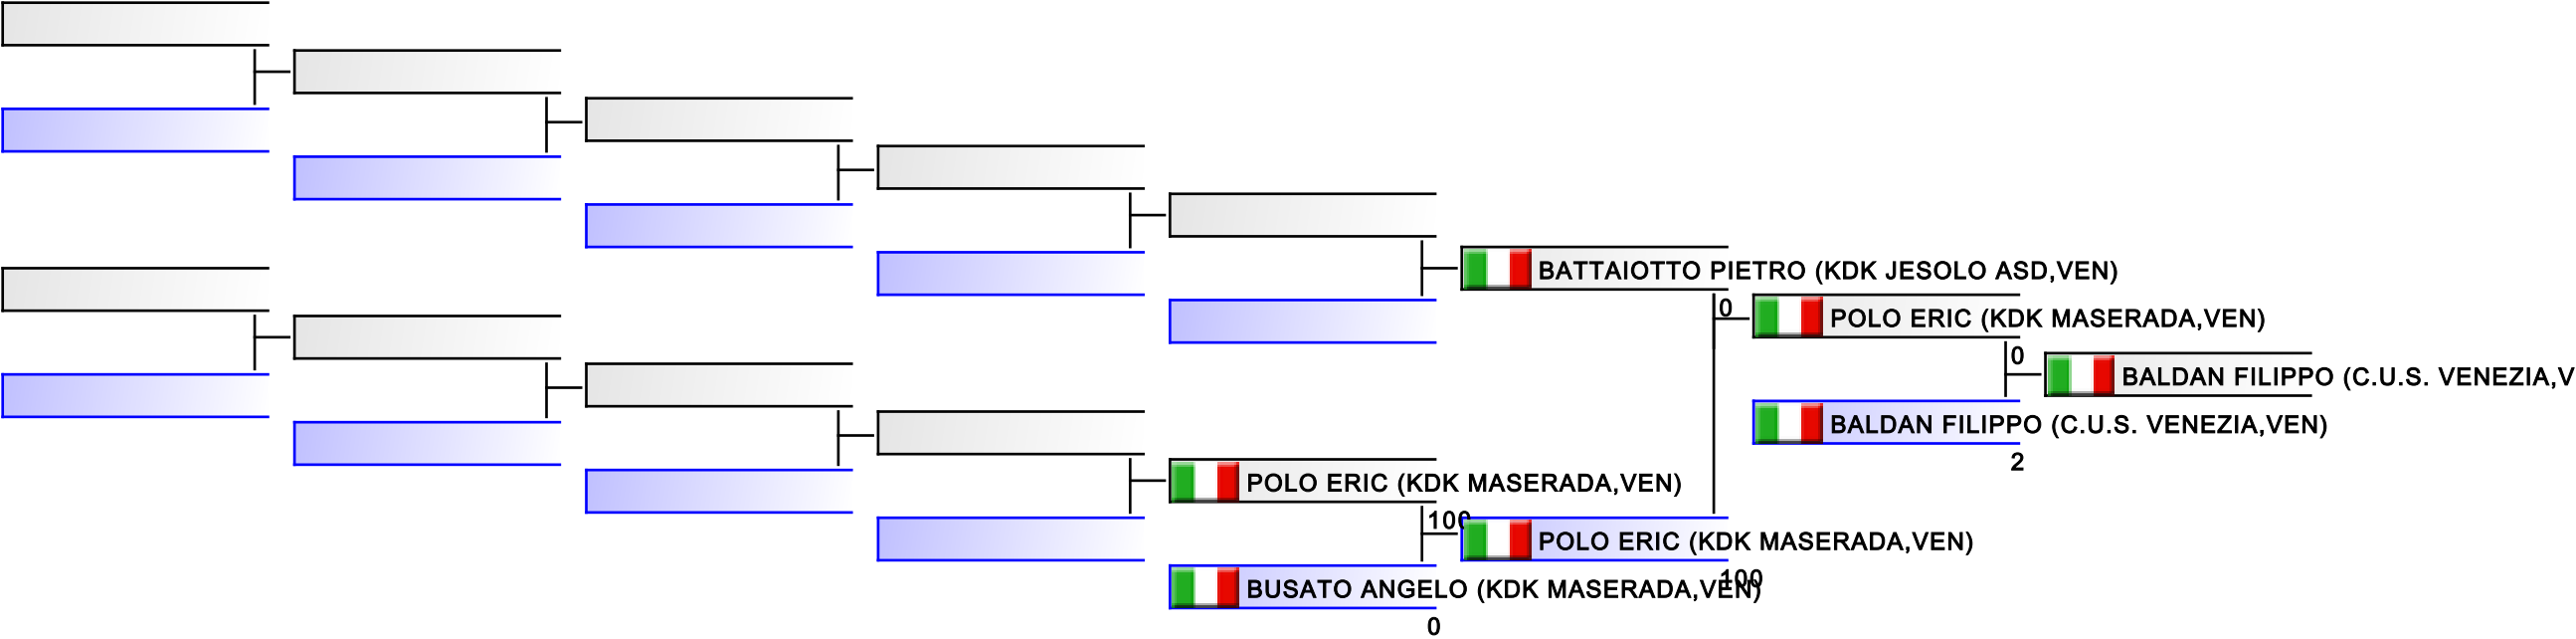 BATTAIOTTO PIETRO (KDK JESOLO ASD,VEN)
0
POLO ERIC (KDK MASERADA,VEN)
0
BALDAN FILIPPO (C.U.S. VENEZIA,V
BALDAN FILIPPO (C.U.S. VENEZIA,VEN)
2
POLO ERIC (KDK MASERADA,VEN)
100
POLO ERIC (KDK MASERADA,VEN)
100
BUSATO ANGELO (KDK MASERADA,VEN)
0